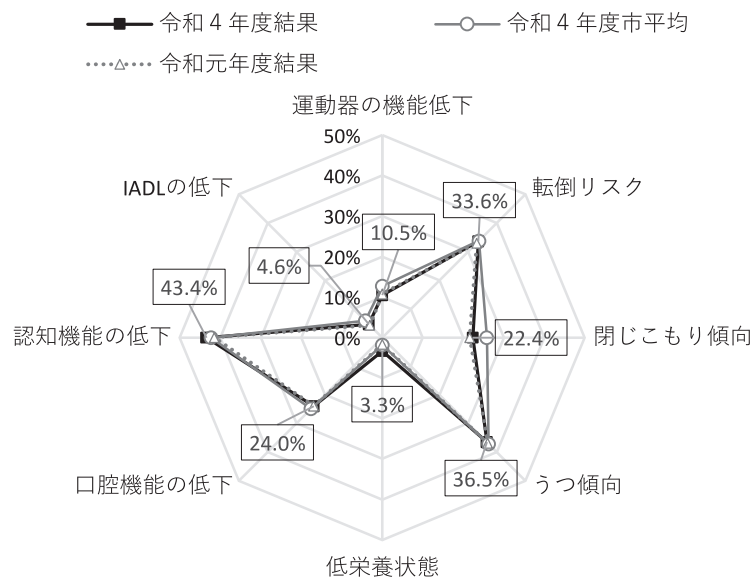 令和４年度結果
令和４年度市平均
令和元年度結果
運動器の機能低下
50%
IADLの低下
40%
転倒リスク
33.6%
30%
10.5%
20%
4.6%
43.4%
10%
認知機能の低下
0%
22.4%
閉じこもり傾向
3.3%
24.0%
36.5%
口腔機能の低下
うつ傾向
低栄養状態